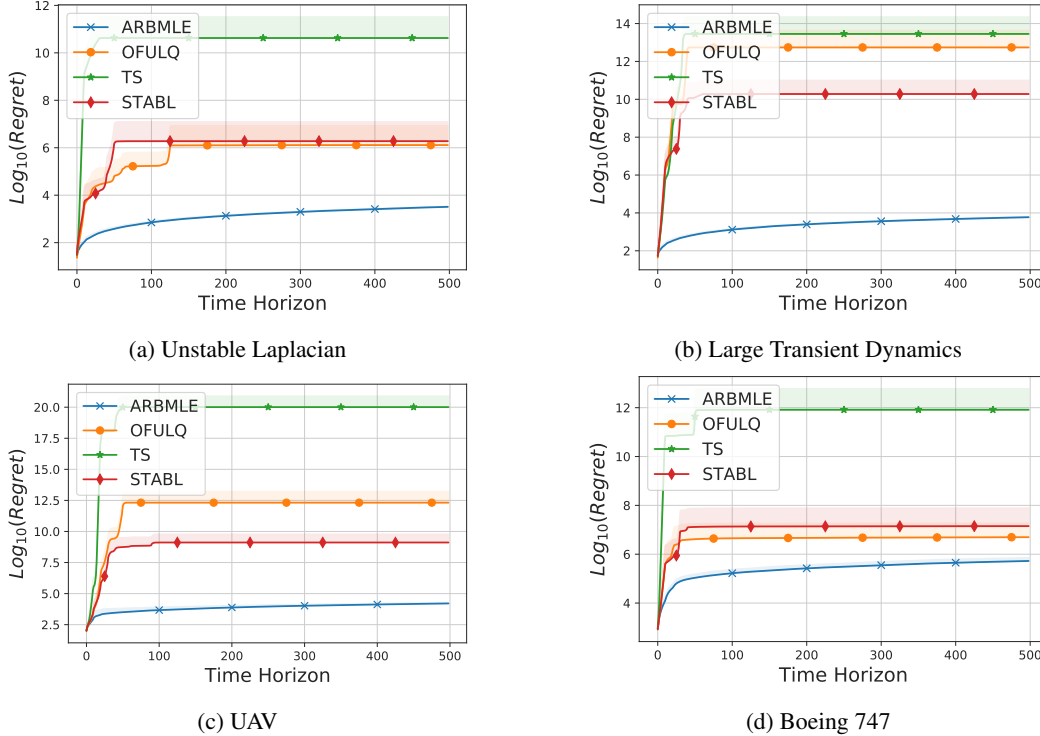 12
10
8
6
4
2
Log₁₀(Regret)
ARBMLE
OFULQ
TS
STABL
0 100 200 300 400 500
Time Horizon
(a) Unstable Laplacian
14
12
10
8
6
4
2
Log₁₀(Regret)
ARBMLE
OFULQ
TS
STABL
0 100 200 300 400 500
Time Horizon
(b) Large Transient Dynamics
20.0
17.5
15.0
12.5
10.0
7.5
5.0
2.5
Log₁₀(Regret)
ARBMLE
OFULQ
TS
STABL
0 100 200 300 400 500
Time Horizon
(c) UAV
12
10
8
6
4
Log₁₀(Regret)
ARBMLE
OFULQ
TS
STABL
0 100 200 300 400 500
Time Horizon
(d) Boeing 747